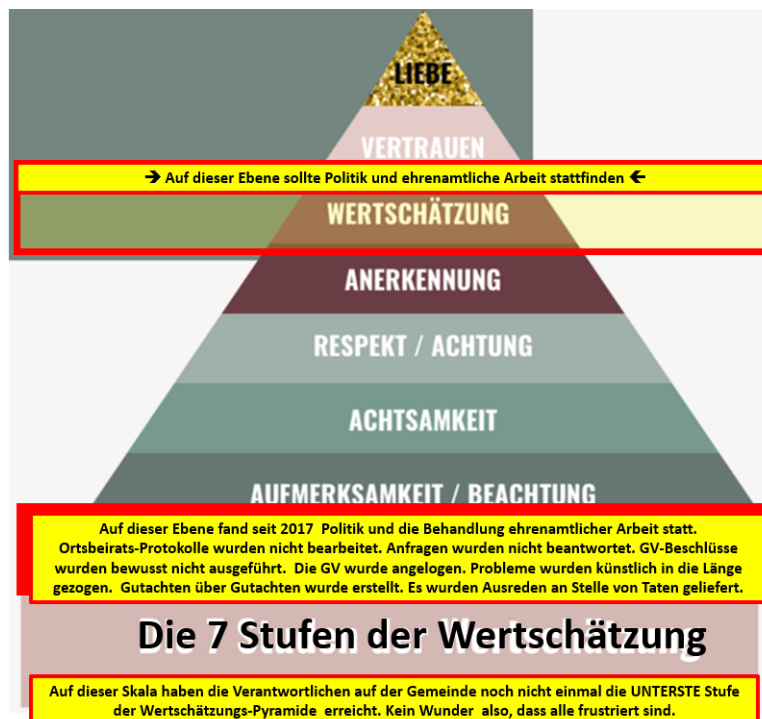 LIEBE
VERTRAUEN
➔ Auf dieser Ebene sollte Politik und ehrenamtliche Arbeit stattfinden 🡸
WERTSCHÄTZUNG
ANERKENNUNG
RESPEKT / ACHTUNG
ACHTSAMKEIT
AUFMERKSAMKEIT / BEACHTUNG
Auf dieser Ebene fand seit 2017 Politik und die Behandlung ehrenamtlicher Arbeit statt.
Ortsbeirats-Protokolle wurden nicht bearbeitet. Anfragen wurden nicht beantwortet. GV-Beschlüsse
wurden bewusst nicht ausgeführt. Die GV wurde angelogen. Probleme wurden künstlich in die Länge
gezogen. Gutachten über Gutachten wurde erstellt. Es wurden Ausreden an Stelle von Taten geliefert.
Die 7 Stufen der Wertschätzung
Auf dieser Skala haben die Verantwortlichen auf der Gemeinde noch nicht einmal die UNTERSTE Stufe
der Wertschätzungs-Pyramide erreicht. Kein Wunder also, dass alle frustriert sind.